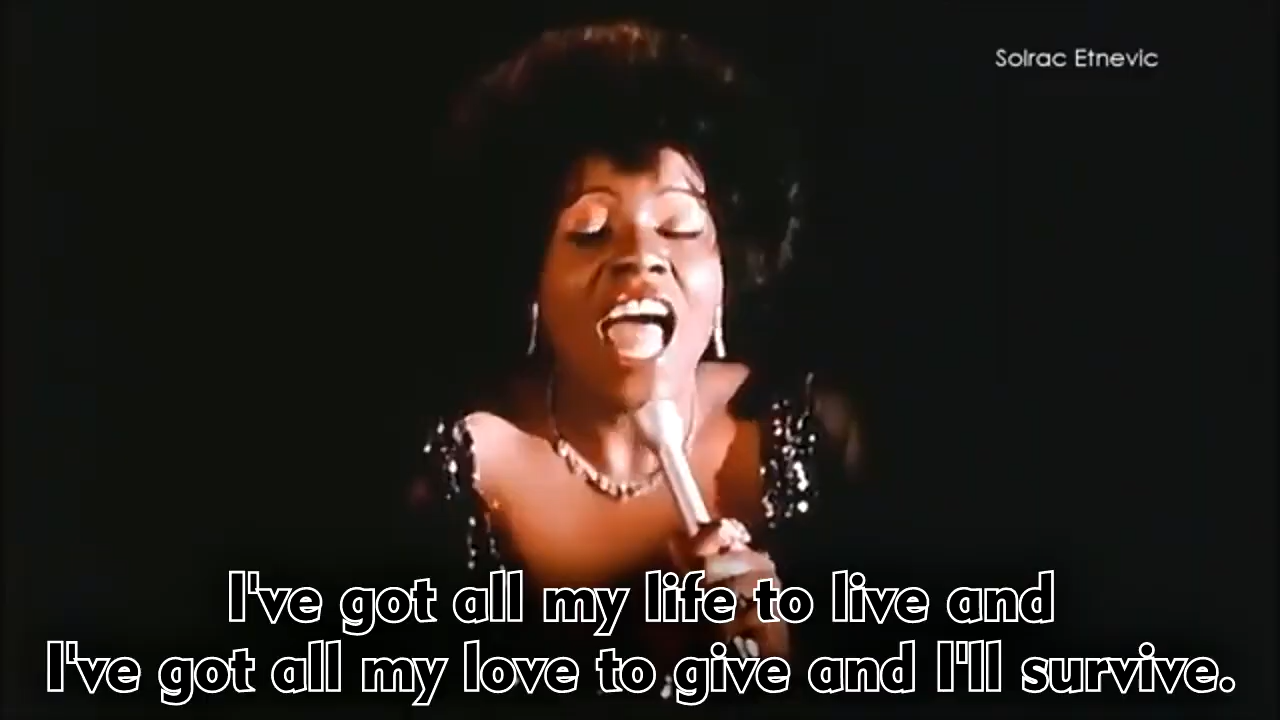 Solrac Etnevic
I've got all my life to live and
I've got all my love to give and I'll survive.